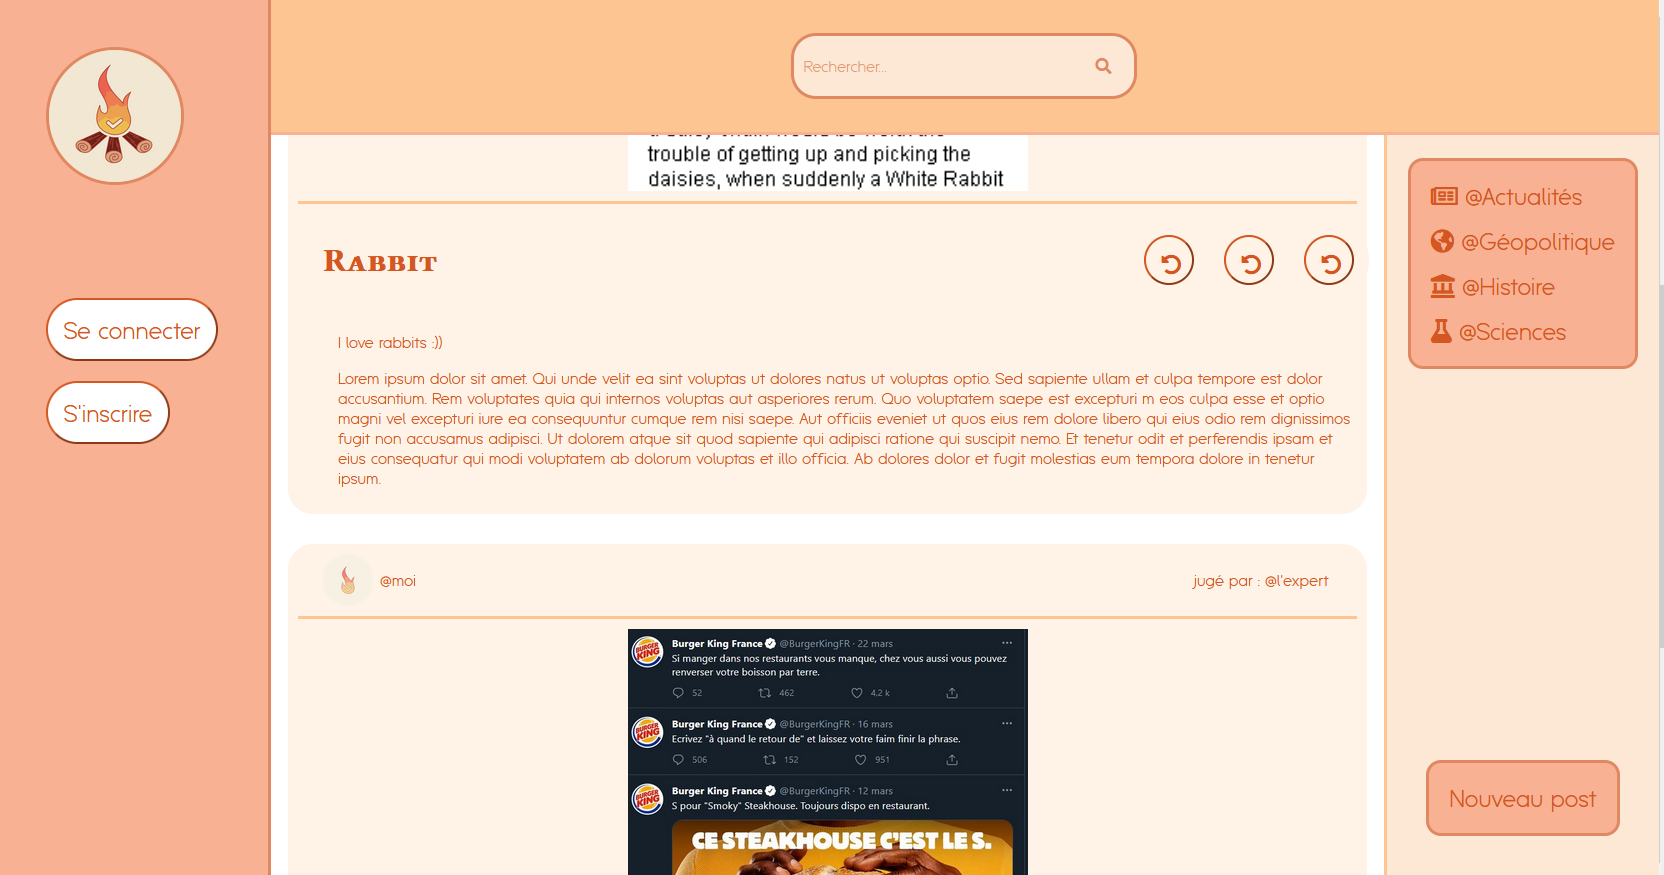 Rechercher...
Se connecter
S'inscrire
trouble of getting up and picking the
daisies, when suddenly a White Rabbit
Rabbit
I love rabbits :))
Lorem ipsum dolor sit amet. Qui unde velit ea sint voluptas ut dolores natus ut voluptas optio. Sed sapiente ullam et culpa tempore est dolor
accusantium. Rem voluptates quia qui internos voluptas aut asperiores rerum. Quo voluptatem saepe est excepturi m eos culpa esse et optio
magni vel excepturi iure ea consequuntur cumque rem nisi saepe. Aut officiis eveniet ut quos eius rem dolore libero qui eius odio rem dignissimos
fugit non accusamus adipisci. Ut dolorem atque sit quod sapiente qui adipisci ratione qui suscipit nemo. Et tenetur odit et perferendis ipsam et
eius consequatur qui modi voluptatem ab dolorum voluptas et illo officia. Ab dolores dolor et fugit molestias eum tempora dolore in tenetur
ipsum.
@moi
jugé par : @l'expert
BURGER KING
Burger King France @BurgerKingFR · 22 mars
Si manger dans nos restaurants vous manque, chez vous aussi vous pouvez
renverser votre boisson par terre.
52 462 4.2 k
BURGER KING
Burger King France @BurgerKingFR · 16 mars
Ecrivez "à quand le retour de" et laissez votre faim finir la phrase.
506 152 951
BURGER KING
Burger King France @BurgerKingFR · 12 mars
S pour "Smoky" Steakhouse. Toujours dispo en restaurant.
CE STEAKHOUSE C'EST LE S.
@Actualités
@Géopolitique
@Histoire
@Sciences
Nouveau post